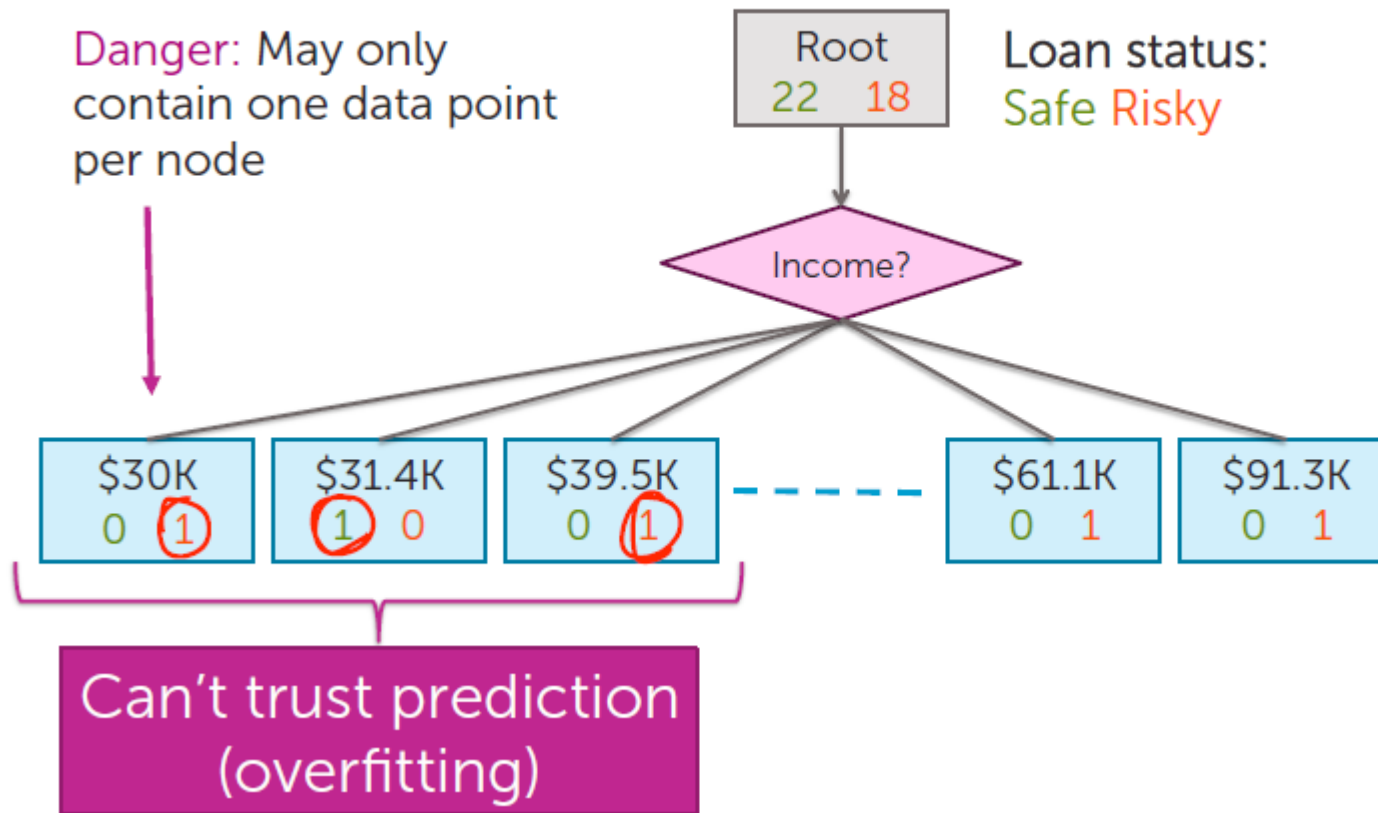 Danger: May only
contain one data point
per node
Root
22 18
Loan status:
Safe Risky
Income?
$30K
0 1
$31.4K
1 0
$39.5K
0 1
$61.1K
0 1
$91.3K
0 1
Can't trust prediction
(overfitting)